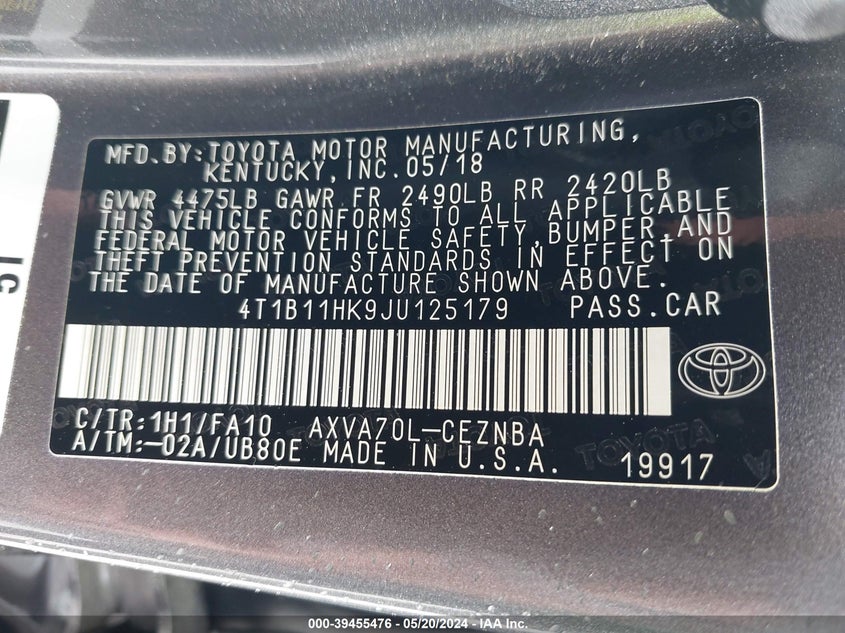 MFD.BY:TOYOTA MOTOR MANUFACTURING,
KENTUCKY,INC.05/18
GVWR 4475LB GAWR FR 2490LB RR 2420LB
THIS VEHICLE CONFORMS TO ALL APPLICABLE
FEDERAL MOTOR VEHICLE SAFETY,BUMPER,AND
THEFT PREVENTION STANDARDS IN EFFECT ON
THE DATE OF MANUFACTURE SHOWN ABOVE.
4T1B11HK9JU125179 PASS.CAR
C/TR:1H1/FA10 AXVA70L-CEZNBA
A/TM:-02A/UB80E MADE IN U.S.A. 19917
000-39455476 - 05/20/2024 - IAA Inc.